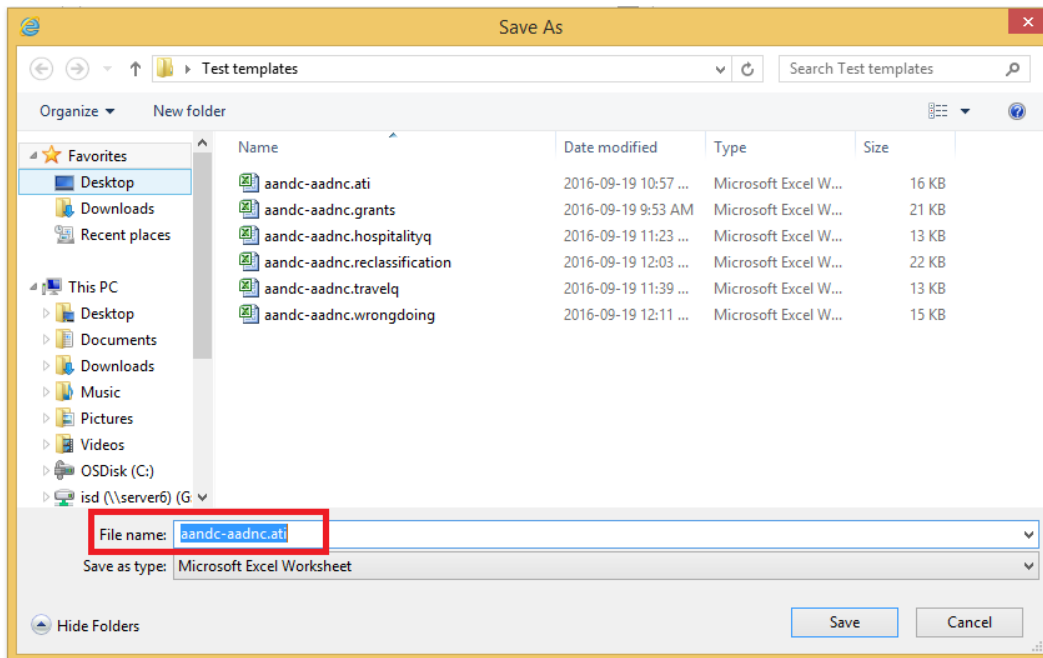 Save As
Test templates
Search Test templates
Organize
New folder
Name Date modified Type Size
Favorites
Desktop
Downloads
Recent places
This PC
Desktop
Documents
Downloads
Music
Pictures
Videos
OSDisk (C:)
isd (\\server6) (G:
aandc-aadnc.ati 2016-09-19 10:57 ... Microsoft Excel W... 16 KB
aandc-aadnc.grants 2016-09-19 9:53 AM Microsoft Excel W... 21 KB
aandc-aadnc.hospitalityq 2016-09-19 11:23 ... Microsoft Excel W... 13 KB
aandc-aadnc.reclassification 2016-09-19 12:03 ... Microsoft Excel W... 22 KB
aandc-aadnc.travelq 2016-09-19 11:39 ... Microsoft Excel W... 13 KB
aandc-aadnc.wrongdoing 2016-09-19 12:11 ... Microsoft Excel W... 15 KB
File name: aandc-aadnc.ati
Save as type: Microsoft Excel Worksheet
Hide Folders
Save
Cancel